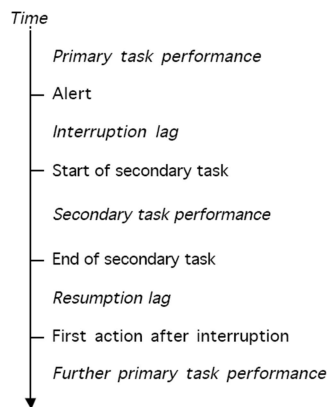 Time
Primary task performance
Alert
Interruption lag
Start of secondary task
Secondary task performance
End of secondary task
Resumption lag
First action after interruption
Further primary task performance